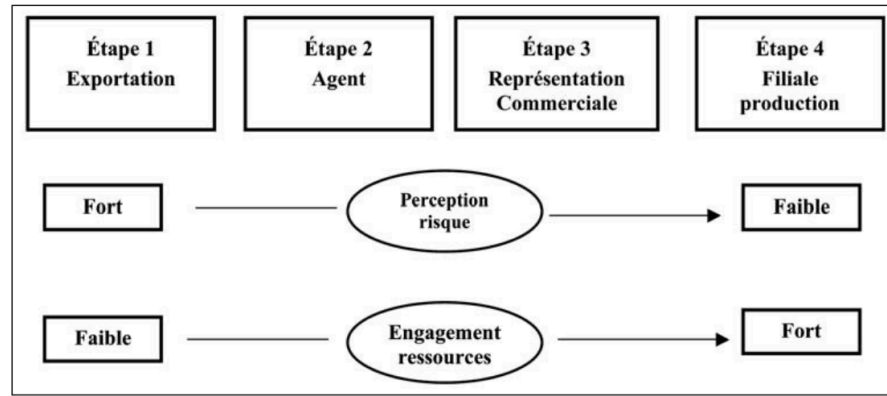 Étape 1
Exportation
Étape 2
Agent
Étape 3
Représentation
Commerciale
Étape 4
Filiale
production
Fort
Perception
risque
Faible
Faible
Engagement
ressources
Fort